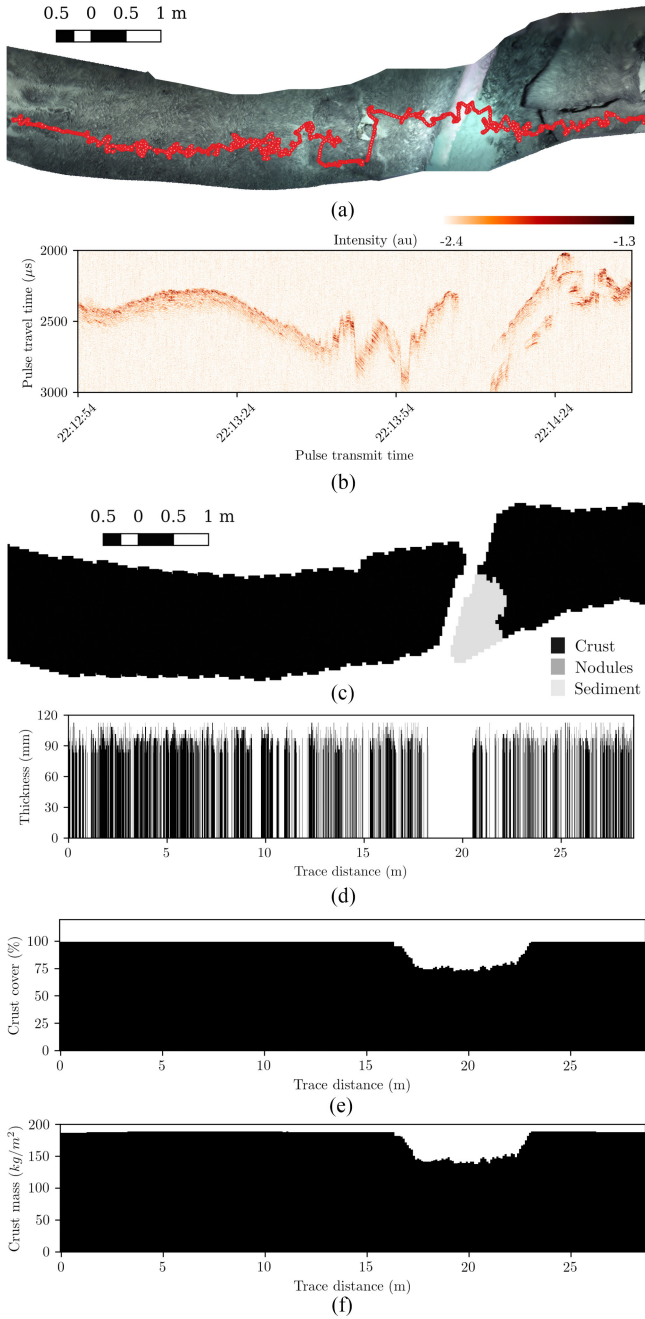 0.5 0 0.5 1 m
(a)
Intensity (au) -2.4 -1.3
2000
2500
3000
Pulse travel time (μs)
22:12:54 22:13:24 22:13:54 22:14:24
Pulse transmit time
(b)
0.5 0 0.5 1 m
Crust
Nodules
Sediment
(c)
120
90
60
30
0
Thickness (mm)
0 5 10 15 20 25
Trace distance (m)
(d)
100
75
50
25
0
Crust cover (%)
0 5 10 15 20 25
Trace distance (m)
(e)
200
150
100
50
0
Crust mass (kg/m²)
0 5 10 15 20 25
Trace distance (m)
(f)